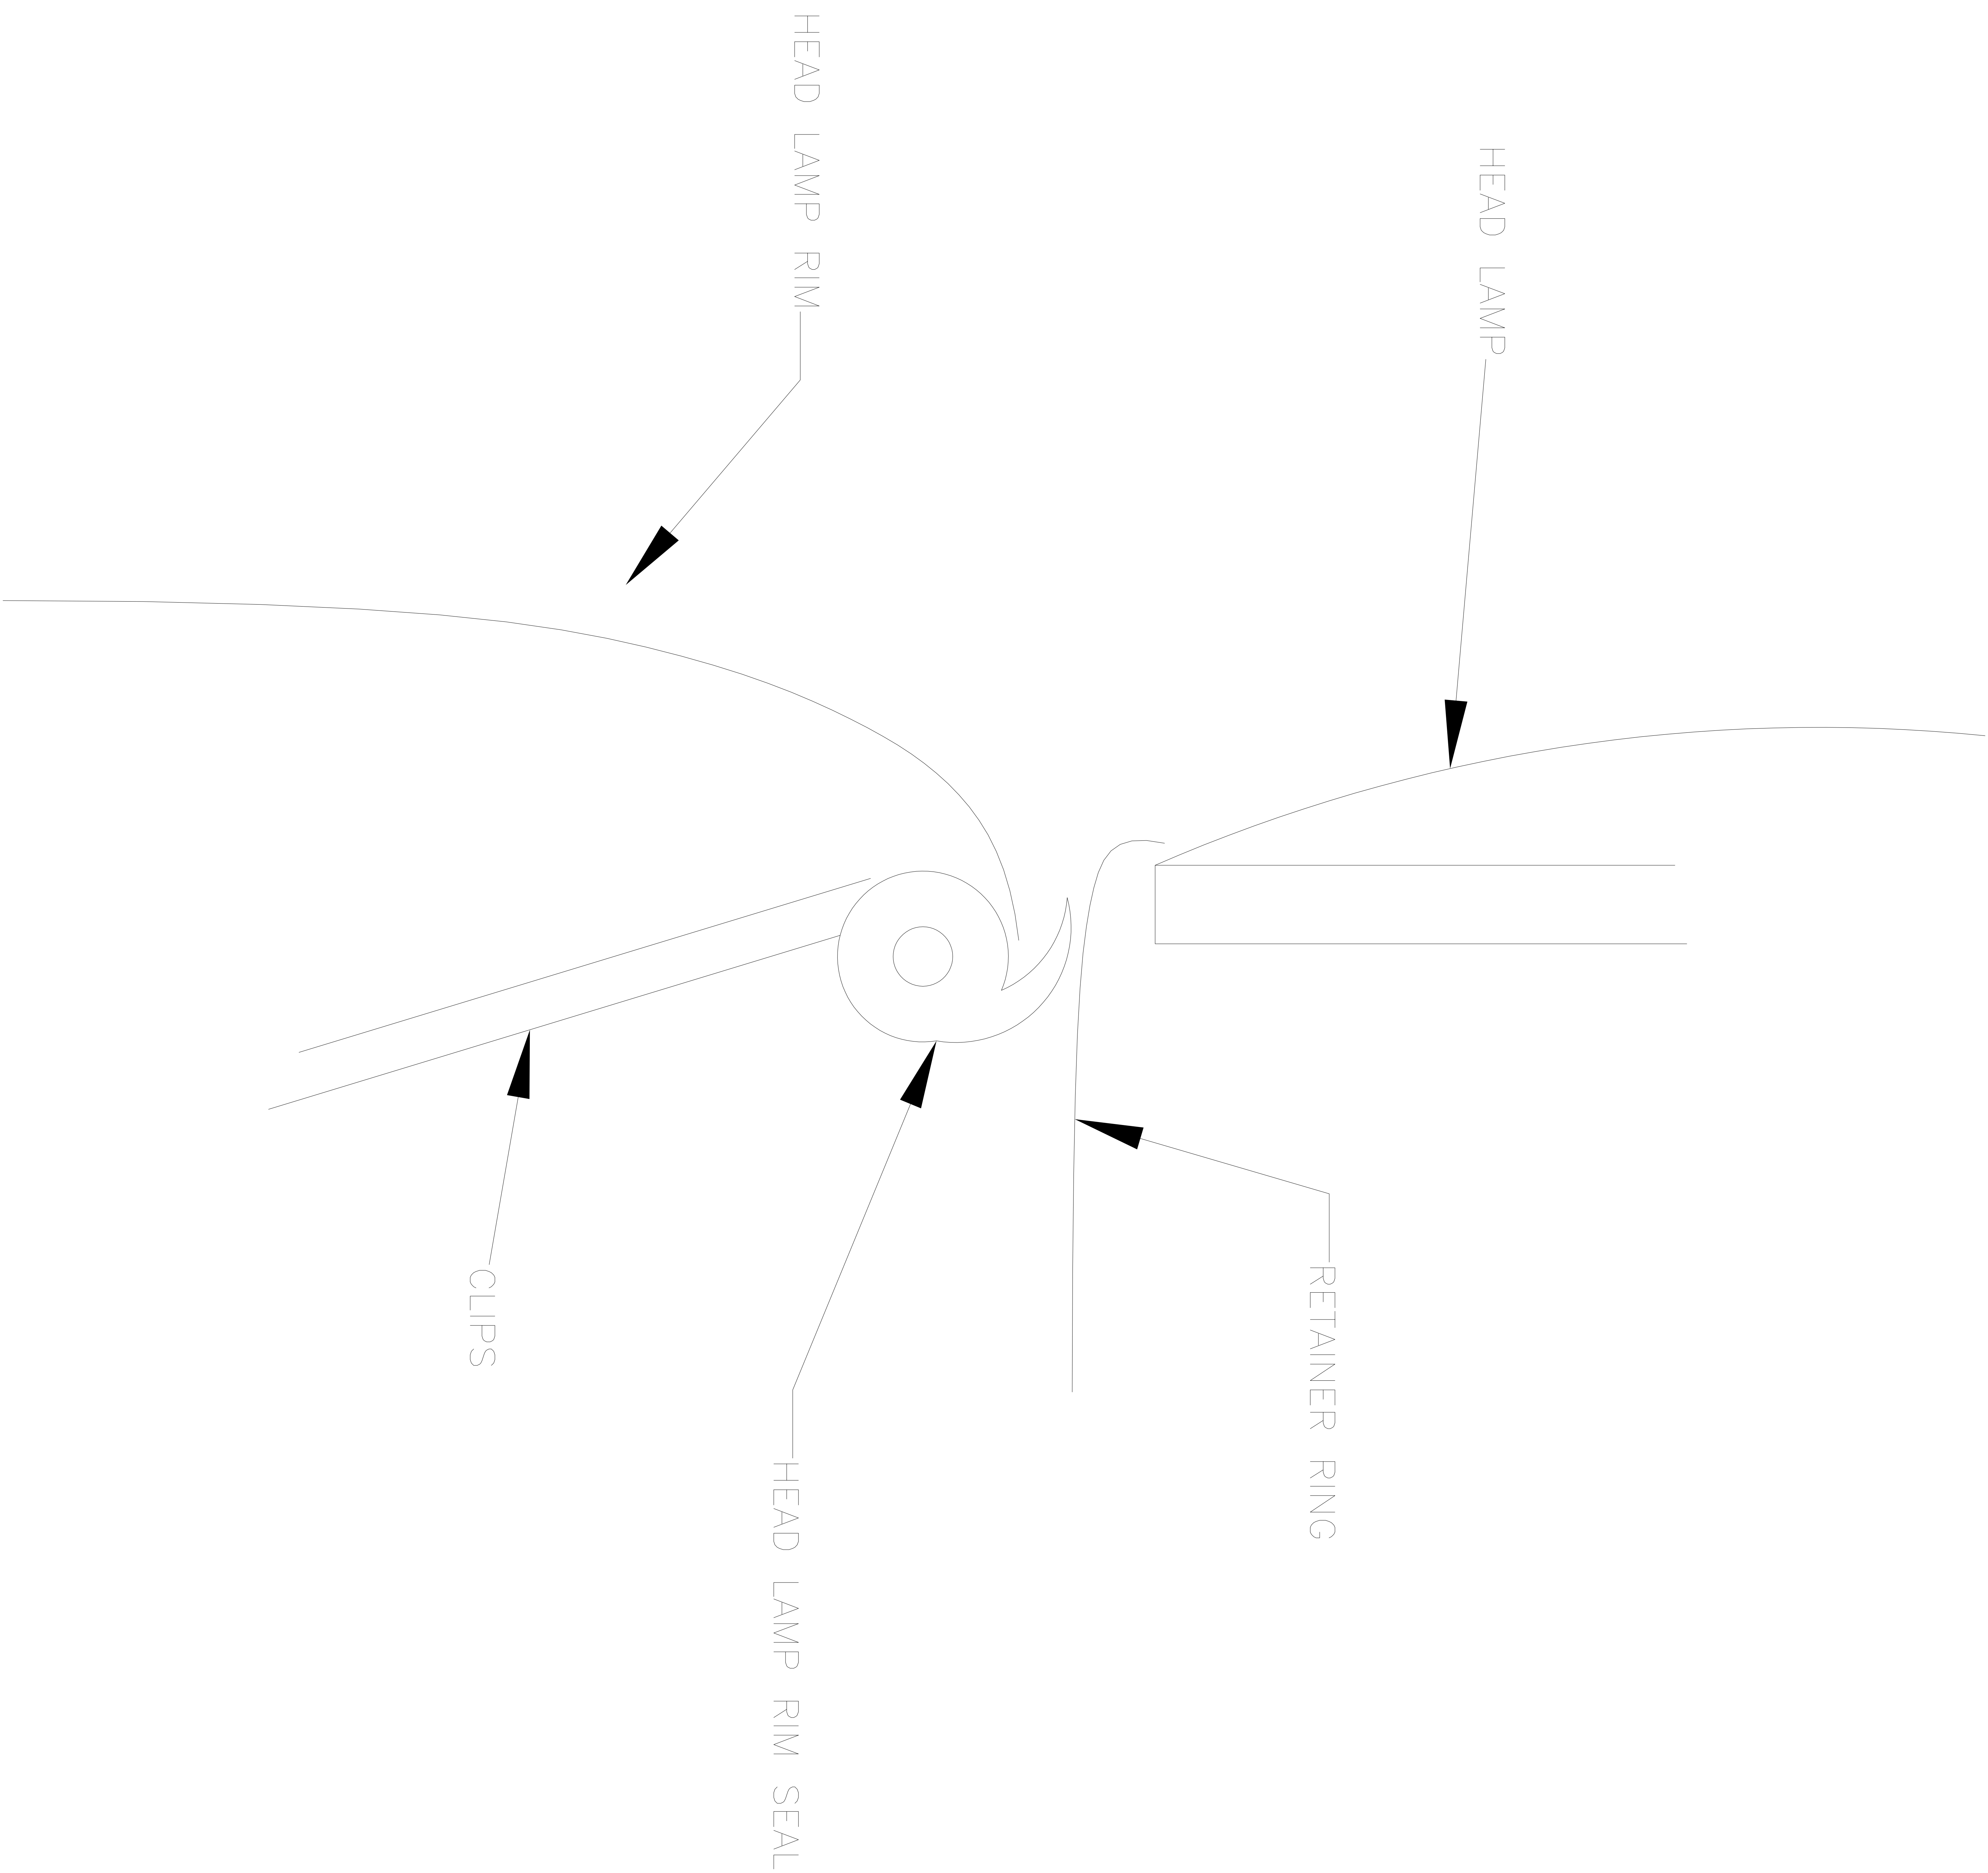 HEAD LAMP
HEAD LAMP RIM
RETAINER RING
HEAD LAMP RIM SEAL
CLIPS